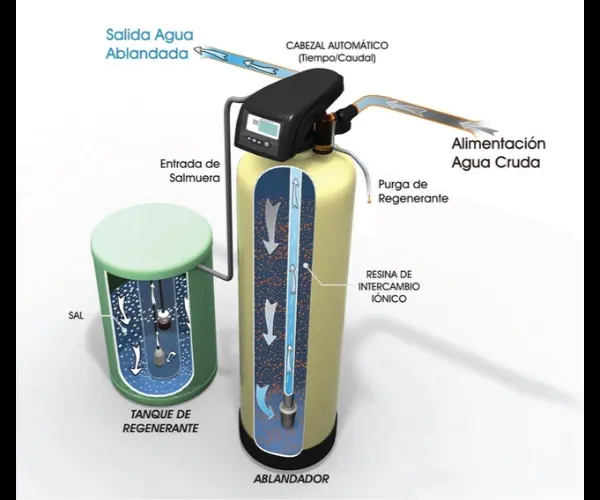 Salida Agua
Ablandada
CABEZAL AUTOMÁTICO
(Tiempo/Caudal)
Alimentación
Agua Cruda
Entrada de
Salmuera
Purga de
Regenerante
RESINA DE
INTERCAMBIO
IÓNICO
SAL
TANQUE DE
REGENERANTE
ABLANDADOR